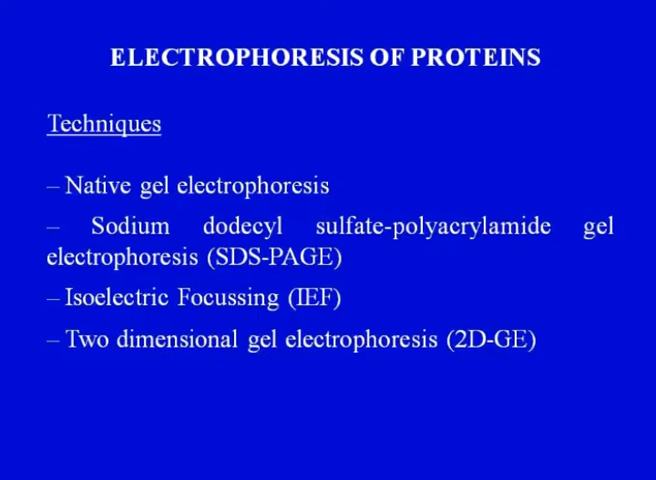 ELECTROPHORESIS OF PROTEINS
Techniques
– Native gel electrophoresis
– Sodium dodecyl sulfate-polyacrylamide gel
electrophoresis (SDS-PAGE)
– Isoelectric Focussing (IEF)
– Two dimensional gel electrophoresis (2D-GE)